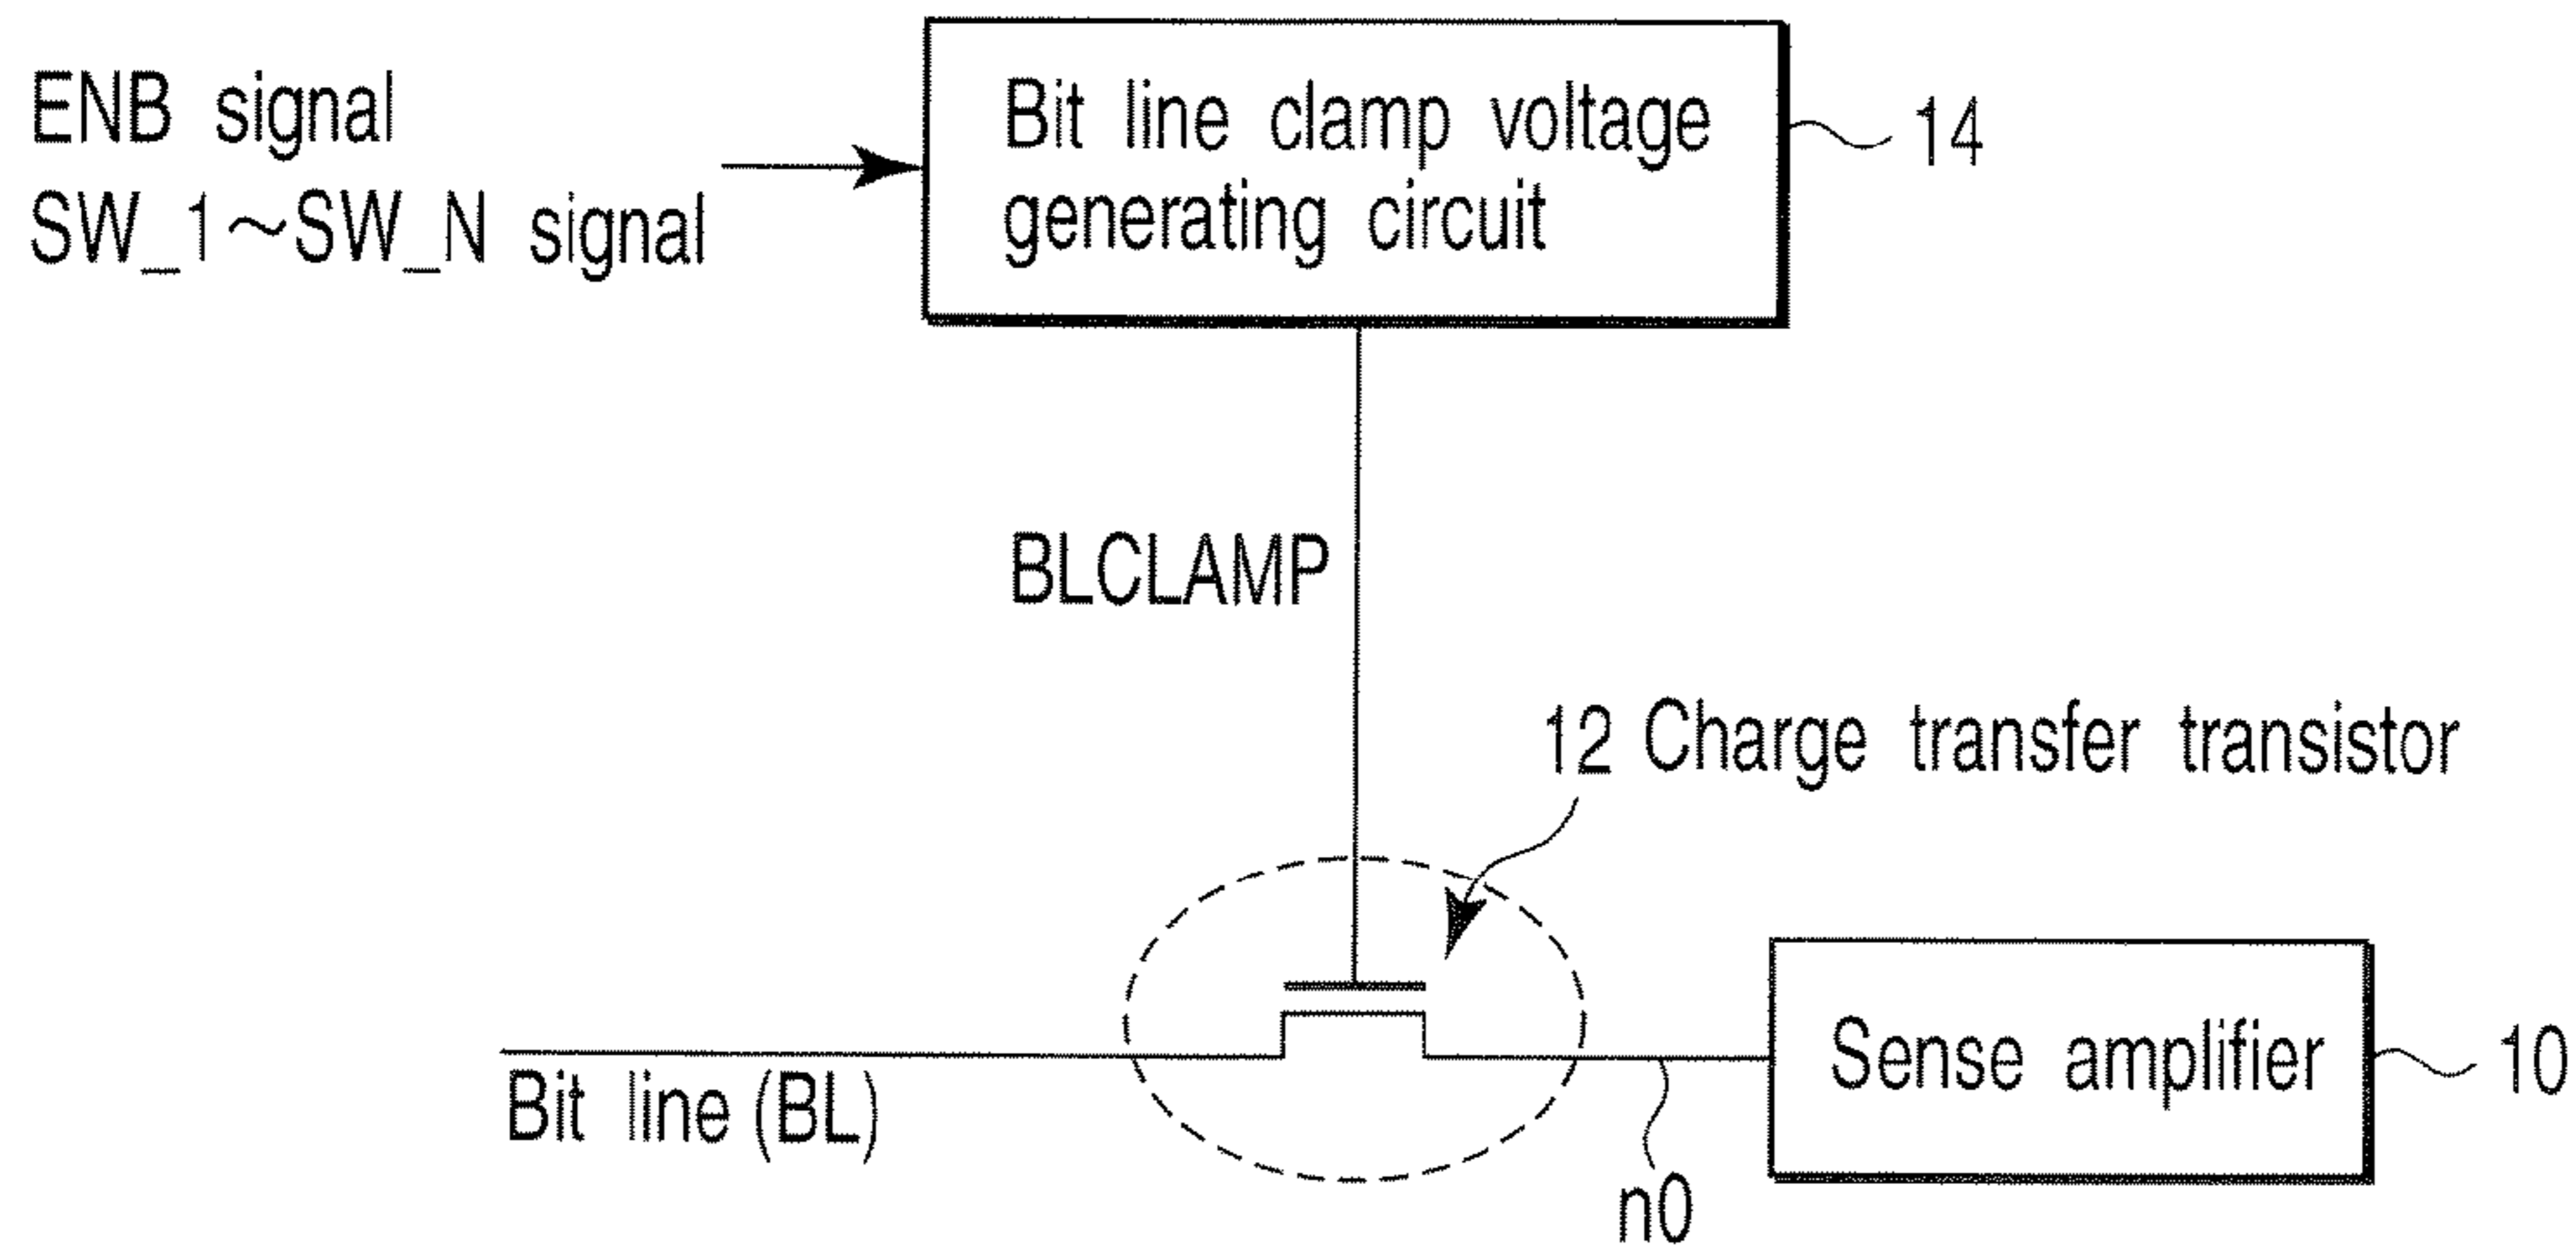 ENB signal
SW_1~SW_N signal
Bit line clamp voltage
generating circuit
14
BLCLAMP
12 Charge transfer transistor
Bit line (BL)
n0
Sense amplifier
10